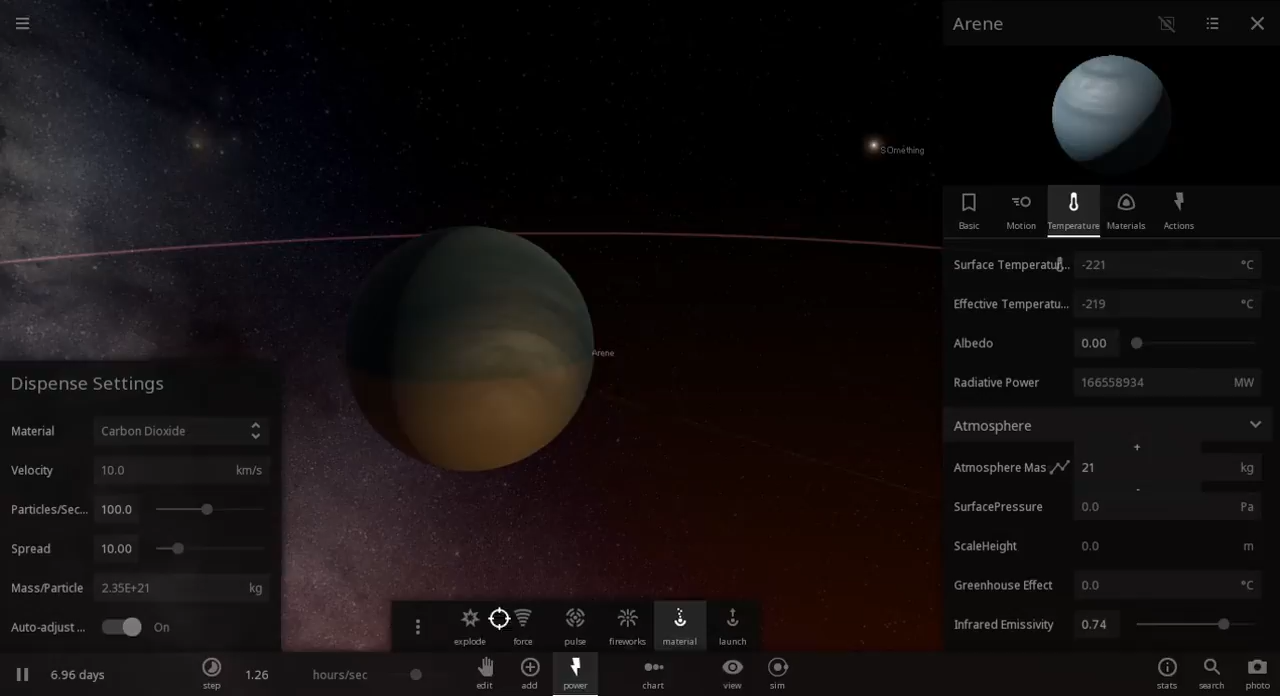 Arene
SOmething
Arene
Basic
Motion
Temperature
Materials
Actions
Surface Temperatu... -221 °C
Effective Temperatu... -219 °C
Albedo 0.00
Radiative Power 166558934 MW
Atmosphere
+
Atmosphere Mas 21 kg
-
SurfacePressure 0.0 Pa
ScaleHeight 0.0 m
Greenhouse Effect 0.0 °C
Infrared Emissivity 0.74
Dispense Settings
Material Carbon Dioxide
Velocity 10.0 km/s
Particles/Sec... 100.0
Spread 10.00
Mass/Particle 2.35E+21 kg
Auto-adjust ... On
explode force pulse fireworks material launch
6.96 days step 1.26 hours/sec edit add power chart view sim stats search photo